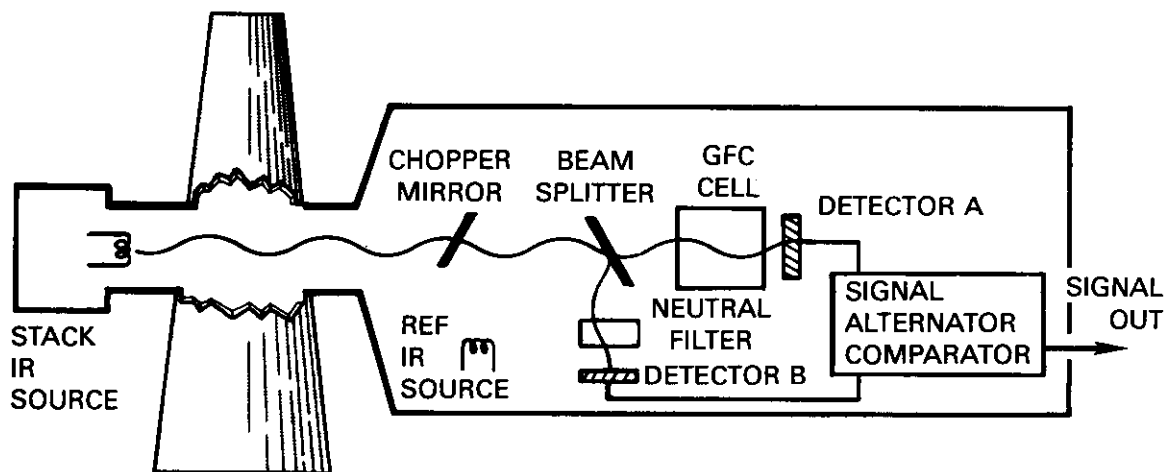 CHOPPER
MIRROR
BEAM
SPLITTER
GFC
CELL
DETECTOR A
STACK
IR
SOURCE
REF
IR
SOURCE
NEUTRAL
FILTER
DETECTOR B
SIGNAL
ALTERNATOR
COMPARATOR
SIGNAL
OUT